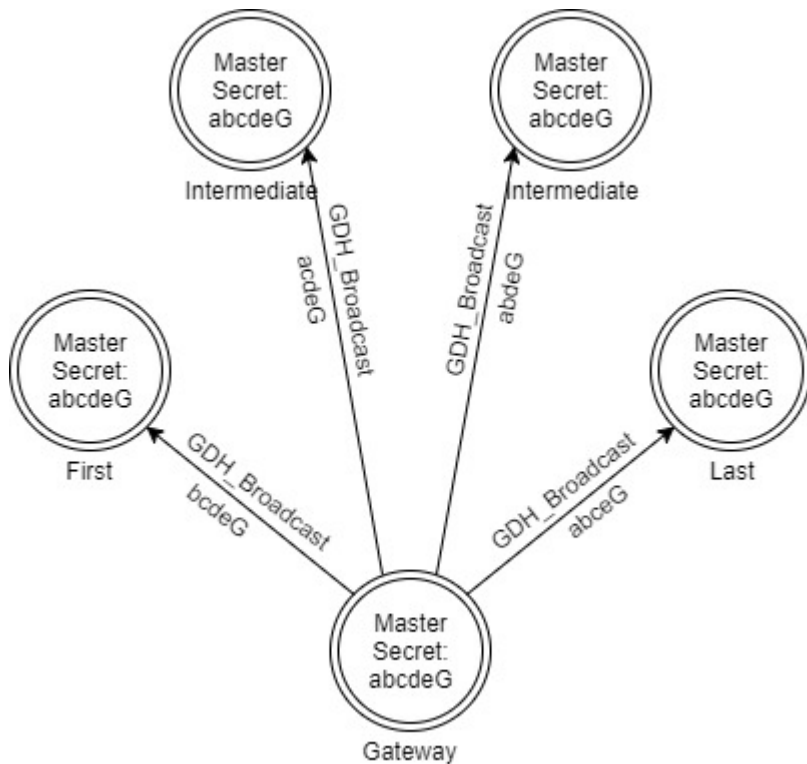 Master
Secret:
abcdeG
Intermediate
Master
Secret:
abcdeG
Intermediate
GDH_Broadcast
acdeG
GDH_Broadcast
abdeG
Master
Secret:
abcdeG
First
Master
Secret:
abcdeG
Last
GDH_Broadcast
bcdeG
GDH_Broadcast
abceG
Master
Secret:
abcdeG
Gateway